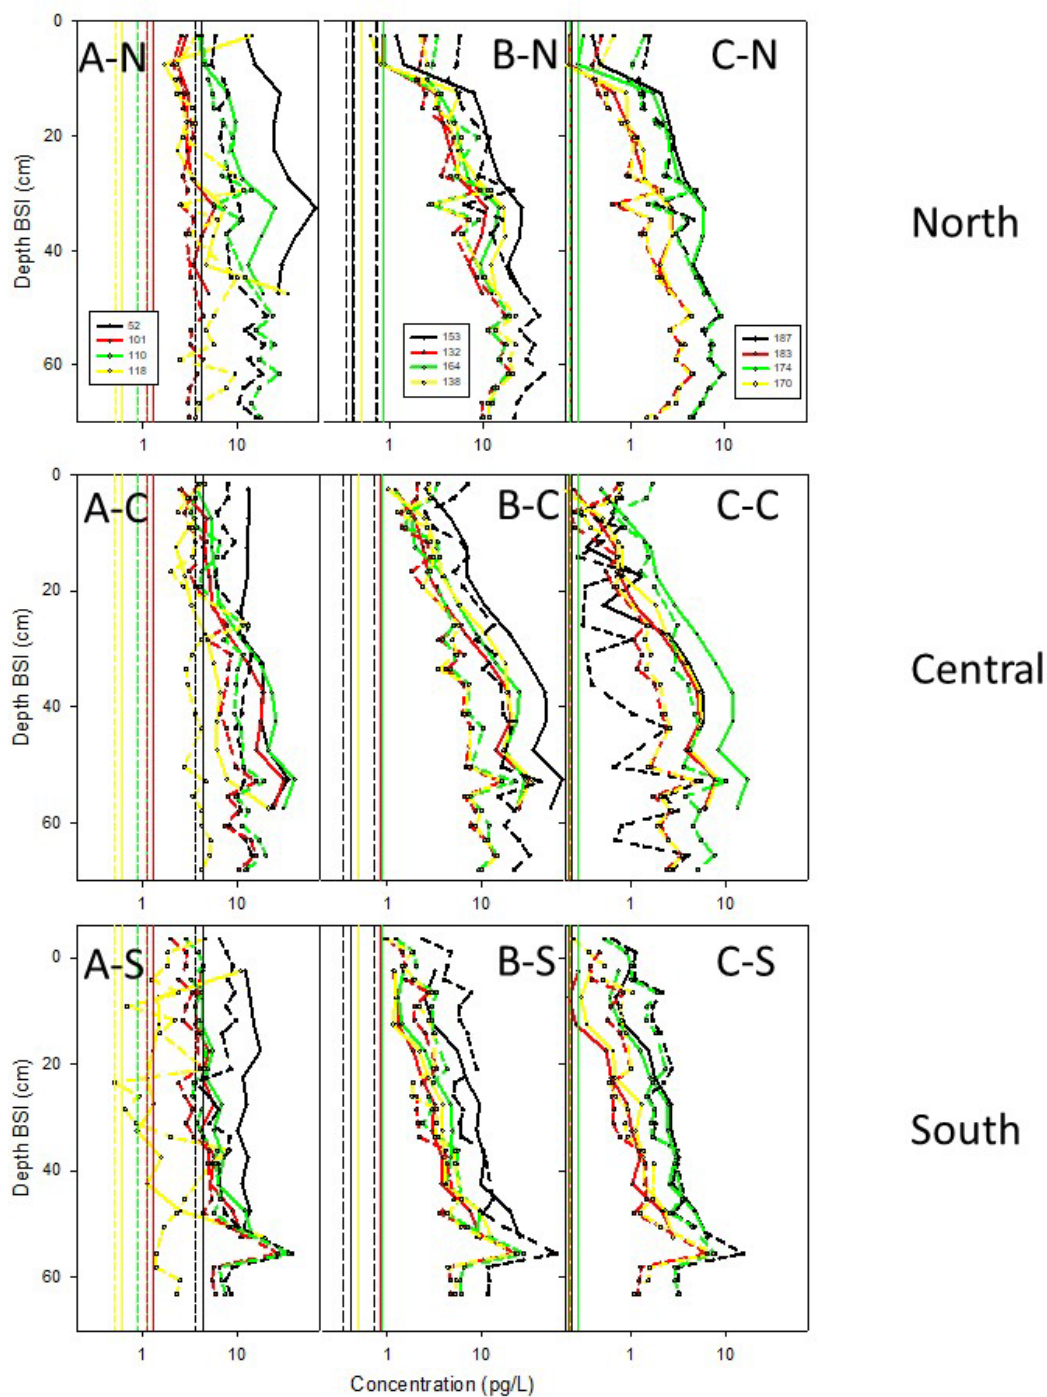 0
A-N
B-N
C-N
20
Depth BSI (cm)
North
40
52
101
110
118
153
132
164
138
187
183
174
170
60
1 10 1 10 1 10
0
A-C
B-C
C-C
20
Depth BSI (cm)
Central
40
60
1 10 1 10 1 10
0
A-S
B-S
C-S
20
Depth BSI (cm)
South
40
60
1 10 1 10 1 10
Concentration (pg/L)